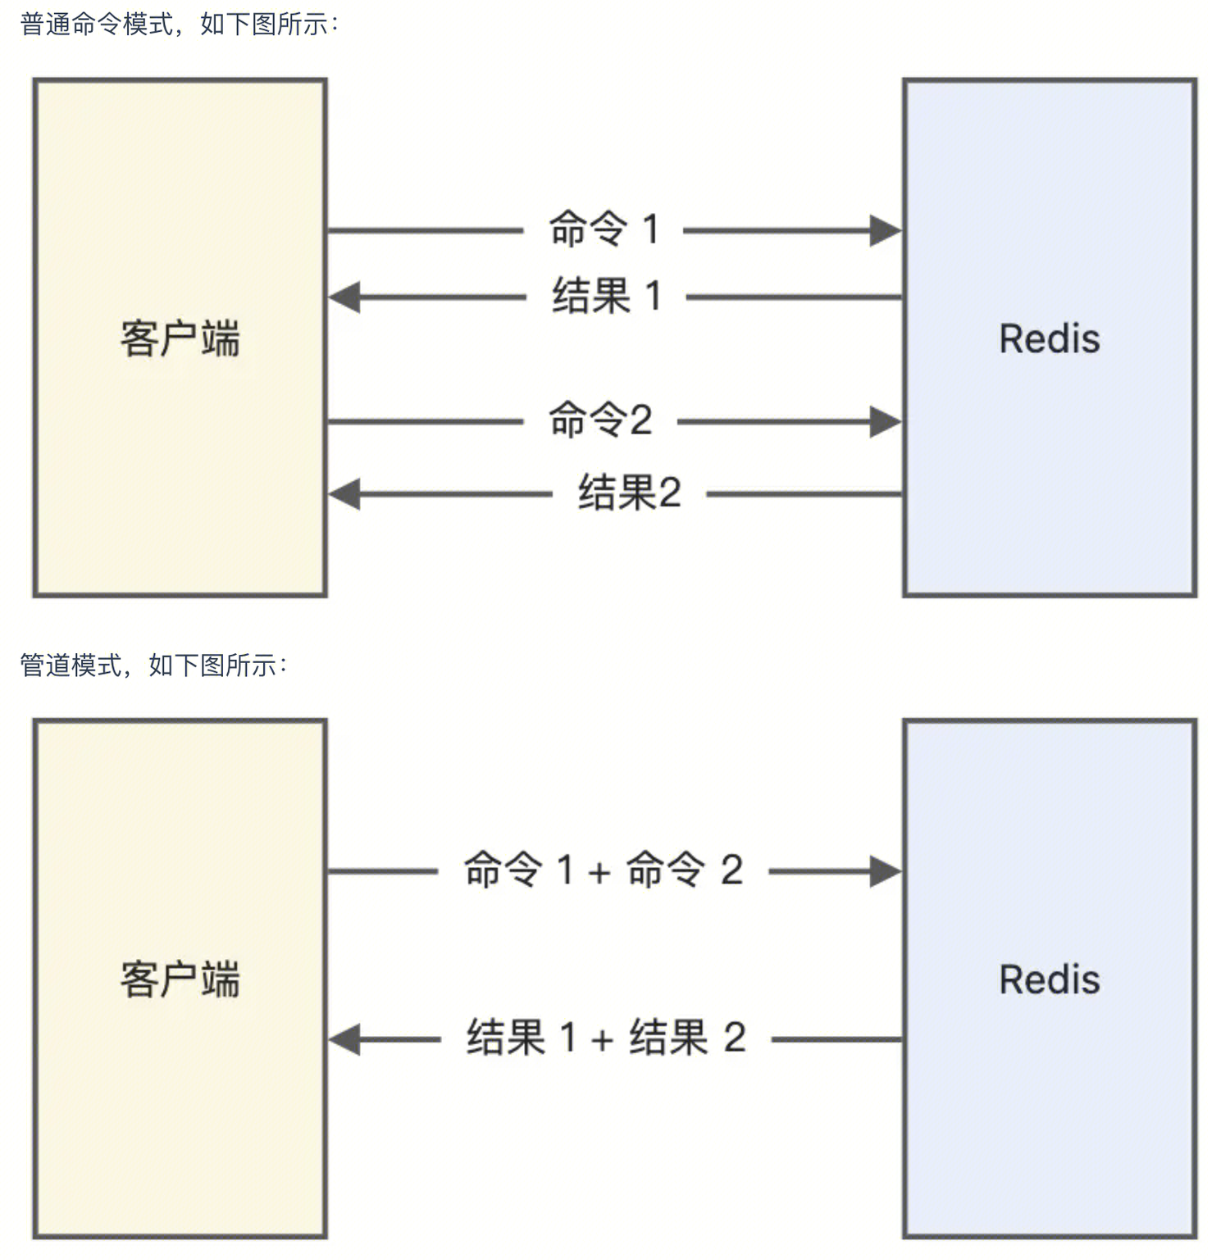 普通命令模式，如下图所示：
命令 1
结果 1
客户端
Redis
命令2
结果2
管道模式，如下图所示：
命令 1 + 命令 2
客户端
Redis
结果 1 + 结果 2